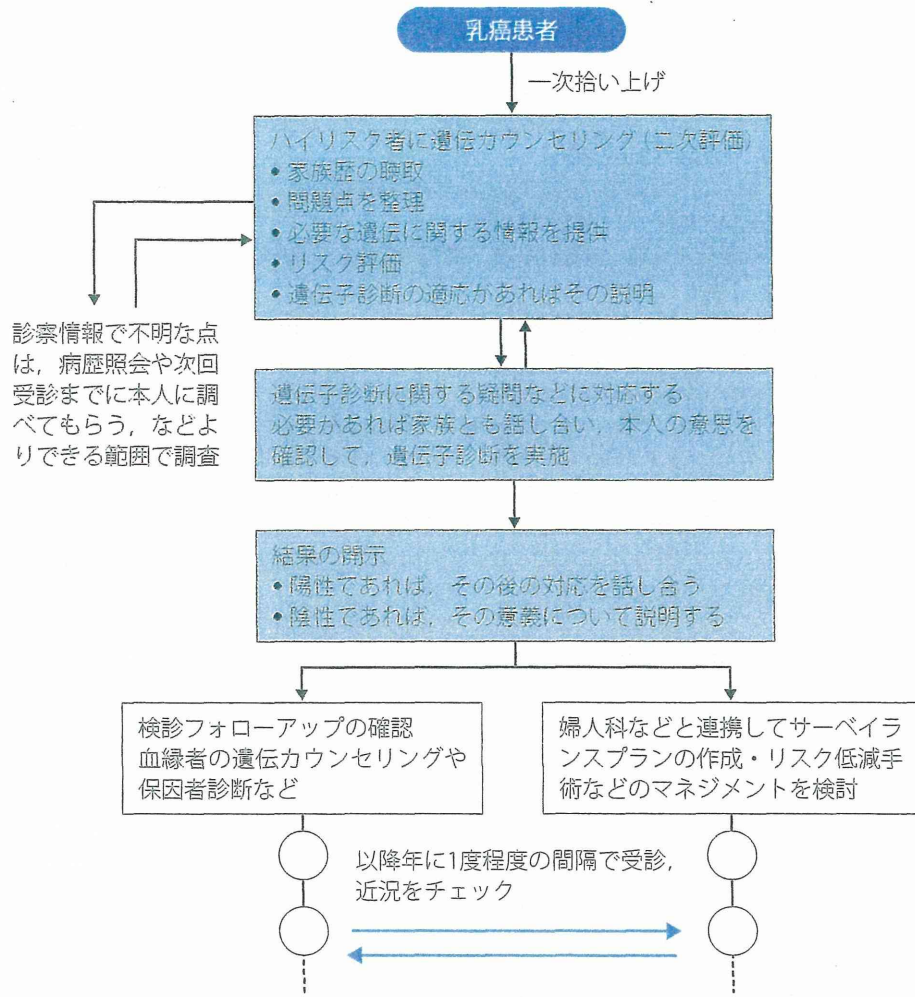 乳癌患者
一次拾い上げ
ハイリスク者に遺伝カウンセリング(二次評価)
• 家族歴の聴取
• 問題点を整理
• 必要な遺伝に関する情報を提供
• リスク評価
• 遺伝子診断の適応があればその説明
診察情報で不明な点
は，病歴照会や次回
受診までに本人に調
べてもらう，などよ
りできる範囲で調査
遺伝子診断に関する疑問などに対応する
必要があれば家族とも話し合い，本人の意思を
確認して，遺伝子診断を実施
結果の開示
• 陽性であれば，その後の対応を話し合う
• 陰性であれば，その意義について説明する
検診フォローアップの確認
血縁者の遺伝カウンセリングや
保因者診断など
婦人科などと連携してサーベイラ
ンスプランの作成・リスク低減手
術などのマネジメントを検討
以降年に1度程度の間隔で受診，
近況をチェック